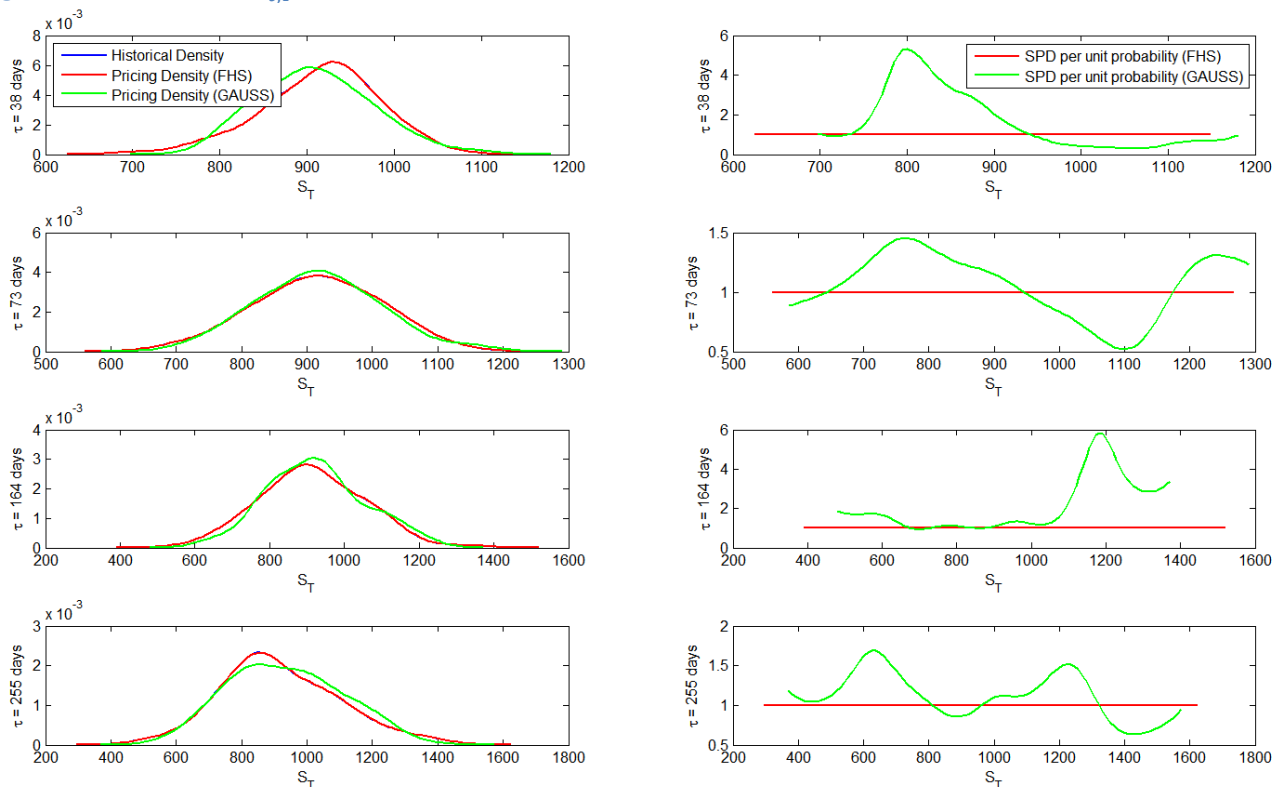 x 10⁻³
8
6
4
2
0
Historical Density
Pricing Density (FHS)
Pricing Density (GAUSS)
600 700 800 900 1000 1100 1200
S_T
τ = 38 days
6
4
2
0
SPD per unit probability (FHS)
SPD per unit probability (GAUSS)
600 700 800 900 1000 1100 1200
S_T
τ = 38 days
x 10⁻³
6
4
2
0
500 600 700 800 900 1000 1100 1200 1300
S_T
τ = 73 days
1.5
1
0.5
500 600 700 800 900 1000 1100 1200 1300
S_T
τ = 73 days
x 10⁻³
4
3
2
1
0
200 400 600 800 1000 1200 1400 1600
S_T
τ = 164 days
6
4
2
0
200 400 600 800 1000 1200 1400 1600
S_T
τ = 164 days
x 10⁻³
3
2
1
0
200 400 600 800 1000 1200 1400 1600 1800
S_T
τ = 255 days
2
1.5
1
0.5
200 400 600 800 1000 1200 1400 1600 1800
S_T
τ = 255 days